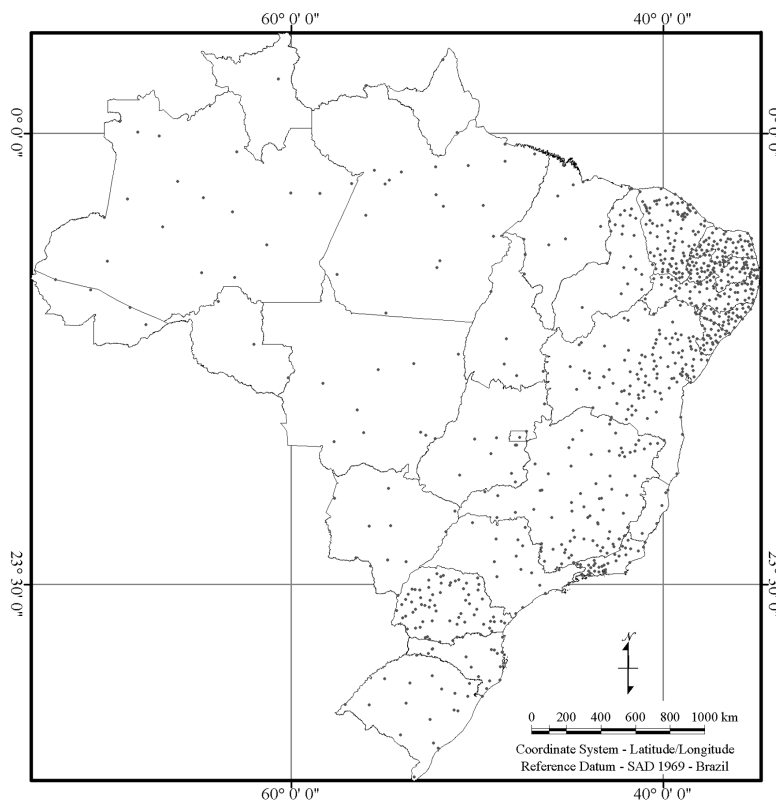 60° 0' 0" 40° 0' 0"
0° 0' 0" 0° 0' 0"
23° 30' 0" 23° 30' 0"
N
0 200 400 600 800 1000 km
Coordinate System - Latitude/Longitude
Reference Datum - SAD 1969 - Brazil
60° 0' 0" 40° 0' 0"